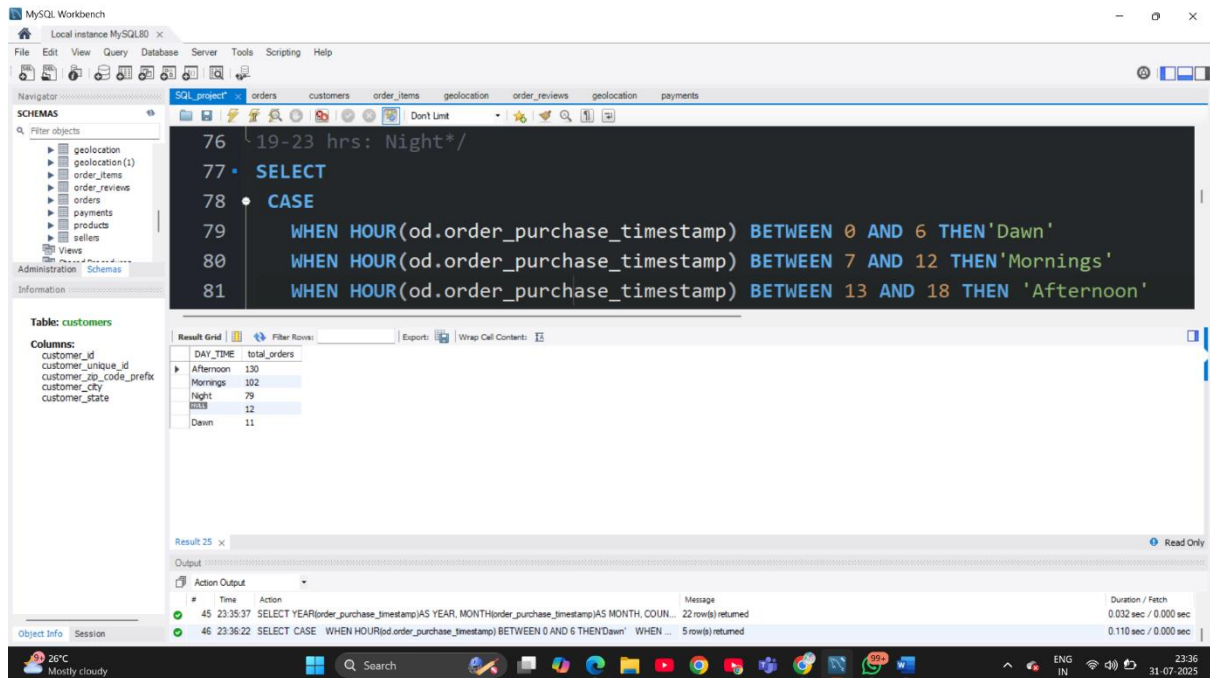 MySQL Workbench
Local instance MySQL80
File Edit View Query Database Server Tools Scripting Help
Navigator
SQL_project* orders customers order_items geolocation order_reviews geolocation payments
SCHEMAS
Don't Limit
Filter objects
geolocation
geolocation (1)
order_items
order_reviews
orders
payments
products
sellers
Views
Administration Schemas
Information
Table: customers
Columns:
customer_id
customer_unique_id
customer_zip_code_prefix
customer_city
customer_state
76 19-23 hrs: Night*/
77 SELECT
78 CASE
79 WHEN HOUR(od.order_purchase_timestamp) BETWEEN 0 AND 6 THEN'Dawn'
80 WHEN HOUR(od.order_purchase_timestamp) BETWEEN 7 AND 12 THEN'Mornings'
81 WHEN HOUR(od.order_purchase_timestamp) BETWEEN 13 AND 18 THEN 'Afternoon'
Result Grid Filter Rows: Export: Wrap Cell Content:
DAY_TIME total_orders
Afternoon 130
Mornings 102
Night 79
NULL 12
Dawn 11
Result 25 Read Only
Output
Action Output
# Time Action Message Duration / Fetch
45 23:35:37 SELECT YEAR(order_purchase_timestamp)AS YEAR, MONTH(order_purchase_timestamp)AS MONTH, COUN... 22 row(s) returned 0.032 sec / 0.000 sec
46 23:36:22 SELECT CASE WHEN HOUR(od.order_purchase_timestamp) BETWEEN 0 AND 6 THEN'Dawn' WHEN ... 5 row(s) returned 0.110 sec / 0.000 sec
Object Info Session
9+ 26°C
Mostly cloudy
Search
99+
ENG
IN
23:36
31-07-2025